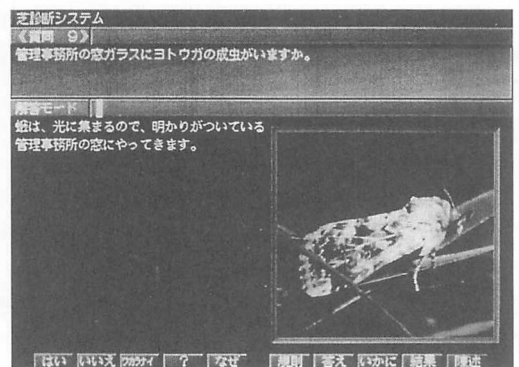 芝診断システム
《質問 9》
管理事務所の窓ガラスにヨトウガの成虫がいますか。
解答モード
蛾は、光に集まるので、明かりがついている
管理事務所の窓にやってきます。
はい いいえ ワカラナイ ? なぜ 規則 答え いかに 結果 陳述